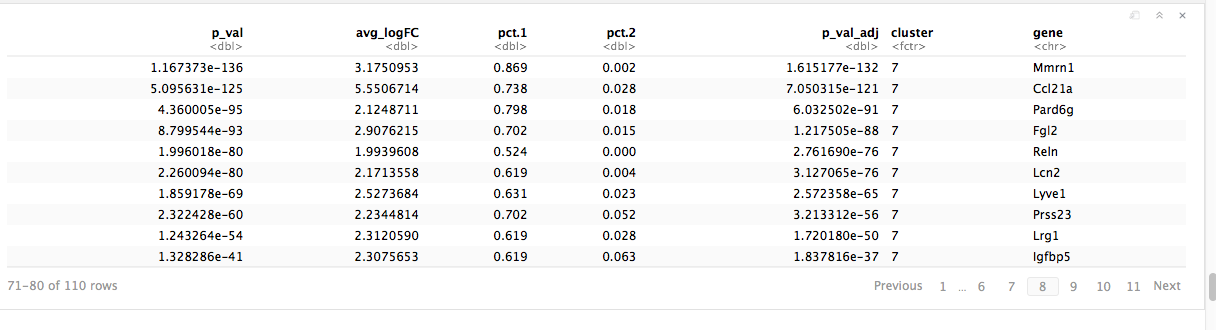 p_val avg_logFC pct.1 pct.2 p_val_adj cluster gene
<dbl> <dbl> <dbl> <dbl> <dbl> <fctr> <chr>
1.167373e-136 3.1750953 0.869 0.002 1.615177e-132 7 Mmrn1
5.095631e-125 5.5506714 0.738 0.028 7.050315e-121 7 Ccl21a
4.360005e-95 2.1248711 0.798 0.018 6.032502e-91 7 Pard6g
8.799544e-93 2.9076215 0.702 0.015 1.217505e-88 7 Fgl2
1.996018e-80 1.9939608 0.524 0.000 2.761690e-76 7 Reln
2.260094e-80 2.1713558 0.619 0.004 3.127065e-76 7 Lcn2
1.859178e-69 2.5273684 0.631 0.023 2.572358e-65 7 Lyve1
2.322428e-60 2.2344814 0.702 0.052 3.213312e-56 7 Prss23
1.243264e-54 2.3120590 0.619 0.028 1.720180e-50 7 Lrg1
1.328286e-41 2.3075653 0.619 0.063 1.837816e-37 7 Igfbp5
71-80 of 110 rows Previous 1 ... 6 7 8 9 10 11 Next